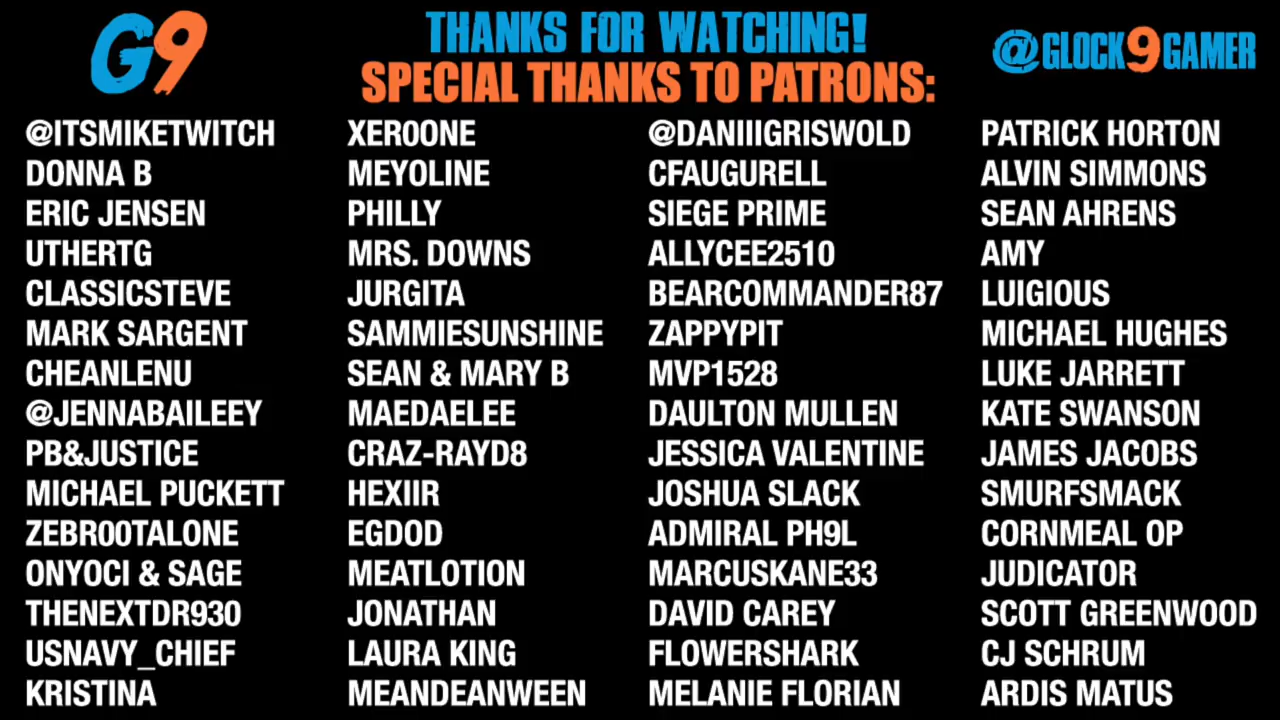 G9
THANKS FOR WATCHING!
SPECIAL THANKS TO PATRONS:
@GLOCK9GAMER
@ITSMIKETWITCH
DONNA B
ERIC JENSEN
UTHERTG
CLASSICSTEVE
MARK SARGENT
CHEANLENU
@JENNABAILEEY
PB&JUSTICE
MICHAEL PUCKETT
ZEBR00TALONE
ONYOCI & SAGE
THENEXTDR930
USNAVY_CHIEF
KRISTINA
XER0ONE
MEYOLINE
PHILLY
MRS. DOWNS
JURGITA
SAMMIESUNSHINE
SEAN & MARY B
MAEDAELEE
CRAZ-RAYD8
HEXIIR
EGDOD
MEATLOTION
JONATHAN
LAURA KING
MEANDEANWEEN
@DANIIIGRISWOLD
CFAUGURELL
SIEGE PRIME
ALLYCEE2510
BEARCOMMANDER87
ZAPPYPIT
MVP1528
DAULTON MULLEN
JESSICA VALENTINE
JOSHUA SLACK
ADMIRAL PH9L
MARCUSKANE33
DAVID CAREY
FLOWERSHARK
MELANIE FLORIAN
PATRICK HORTON
ALVIN SIMMONS
SEAN AHRENS
AMY
LUIGIOUS
MICHAEL HUGHES
LUKE JARRETT
KATE SWANSON
JAMES JACOBS
SMURFSMACK
CORNMEAL OP
JUDICATOR
SCOTT GREENWOOD
CJ SCHRUM
ARDIS MATUS